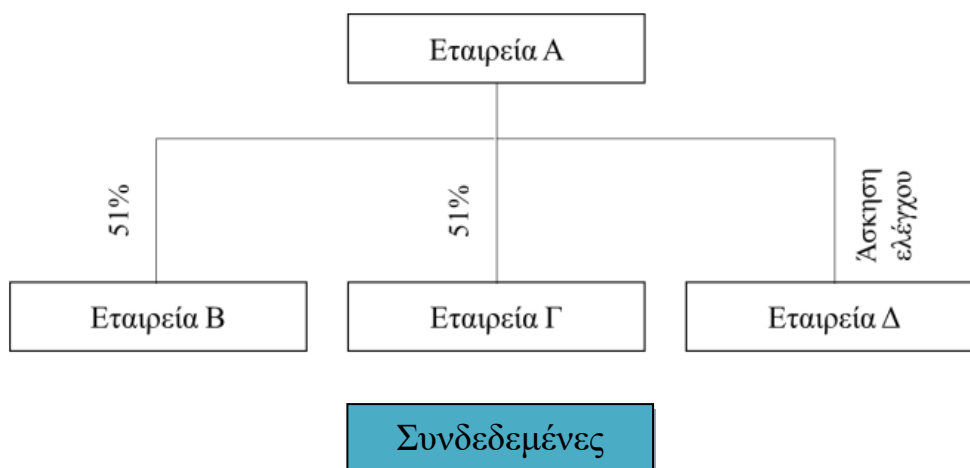 Εταιρεία Α
51%
51%
Άσκηση
ελέγχου
Εταιρεία Β
Εταιρεία Γ
Εταιρεία Δ
Συνδεδεμένες